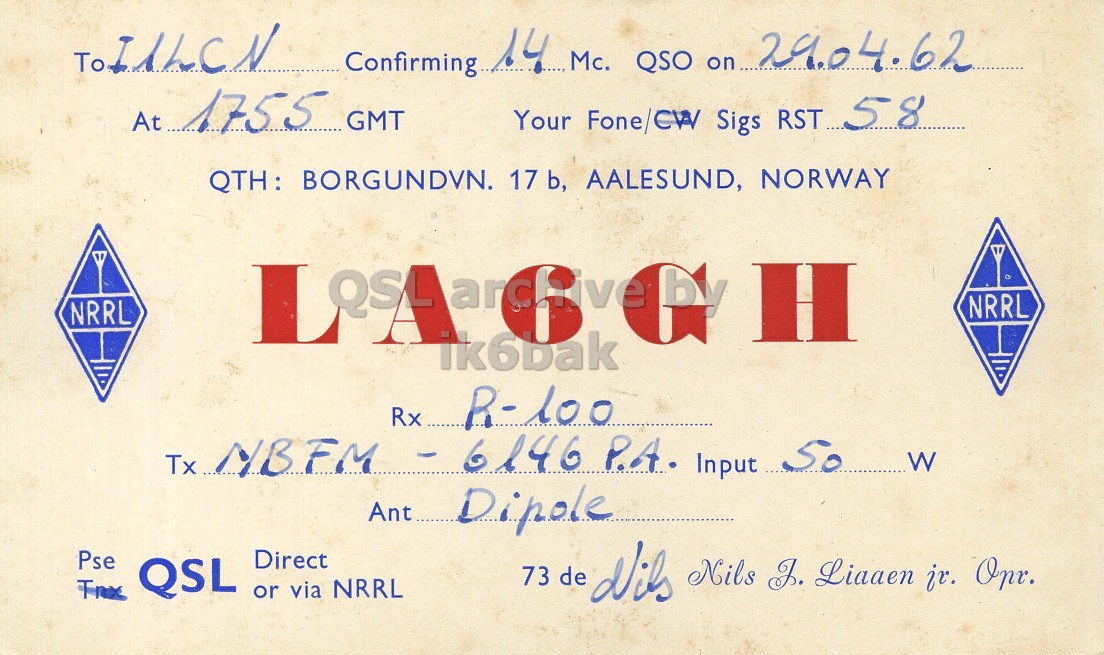 To I1LCN Confirming 14 Mc. QSO on 29.04.62
At 1755 GMT Your Fone/CW Sigs RST 58
QTH: BORGUNDVN. 17 b, AALESUND, NORWAY
NRRL LA6GH NRRL
QSL archive by
ik6bak
Rx R-100
Tx NBFM - 6146 P.A. Input 50 W
Ant Dipole
Pse Tnx QSL Direct or via NRRL
73 de Nils Nils J. Liaaen jr. Opr.